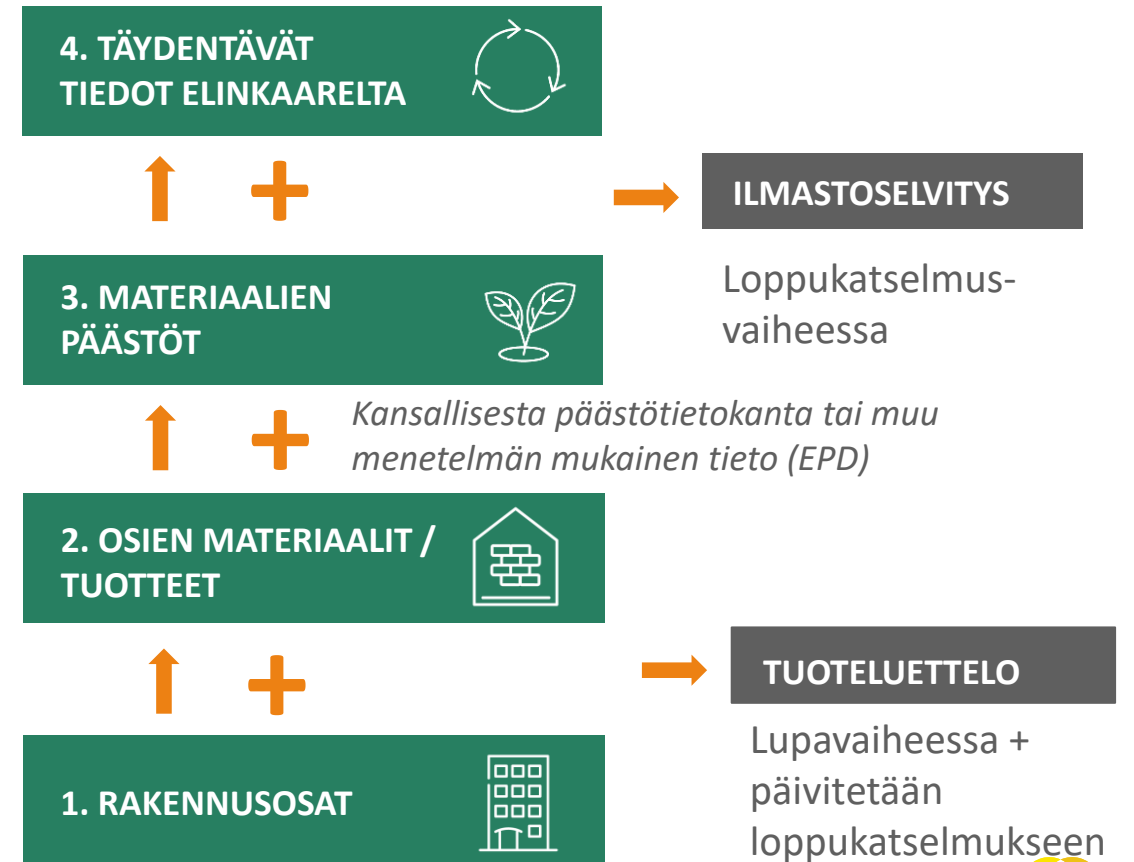 4. TÄYDENTÄVÄT
TIEDOT ELINKAARELTA
ILMASTOSELVITYS
Loppukatselmus-
vaiheessa
3. MATERIAALIEN
PÄÄSTÖT
Kansallisesta päästötietokanta tai muu
menetelmän mukainen tieto (EPD)
2. OSIEN MATERIAALIT /
TUOTTEET
TUOTELUETTELO
Lupavaiheessa +
päivitetään
loppukatselmukseen
1. RAKENNUSOSAT